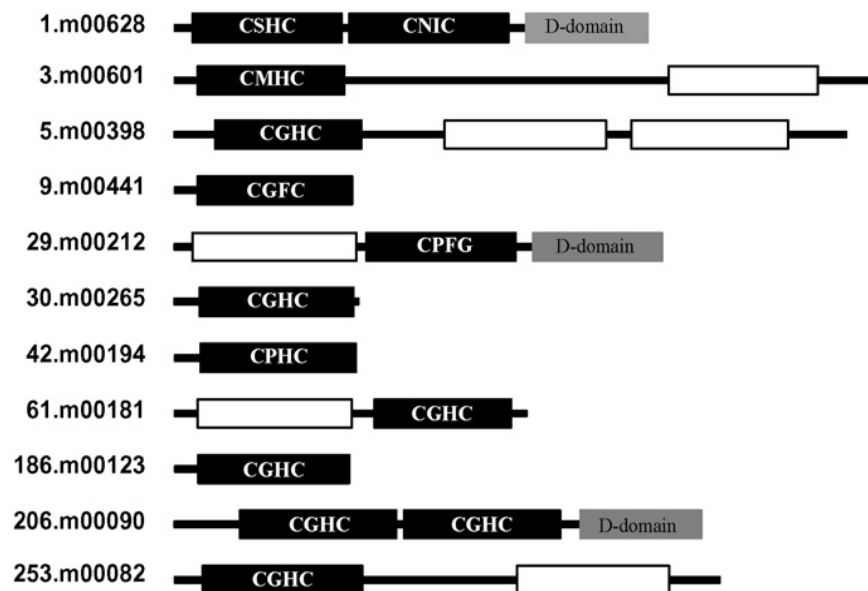 1.m00628 CSHC CNIC D-domain
3.m00601 CMHC
5.m00398 CGHC
9.m00441 CGFC
29.m00212 CPFG D-domain
30.m00265 CGHC
42.m00194 CPHC
61.m00181 CGHC
186.m00123 CGHC
206.m00090 CGHC CGHC D-domain
253.m00082 CGHC